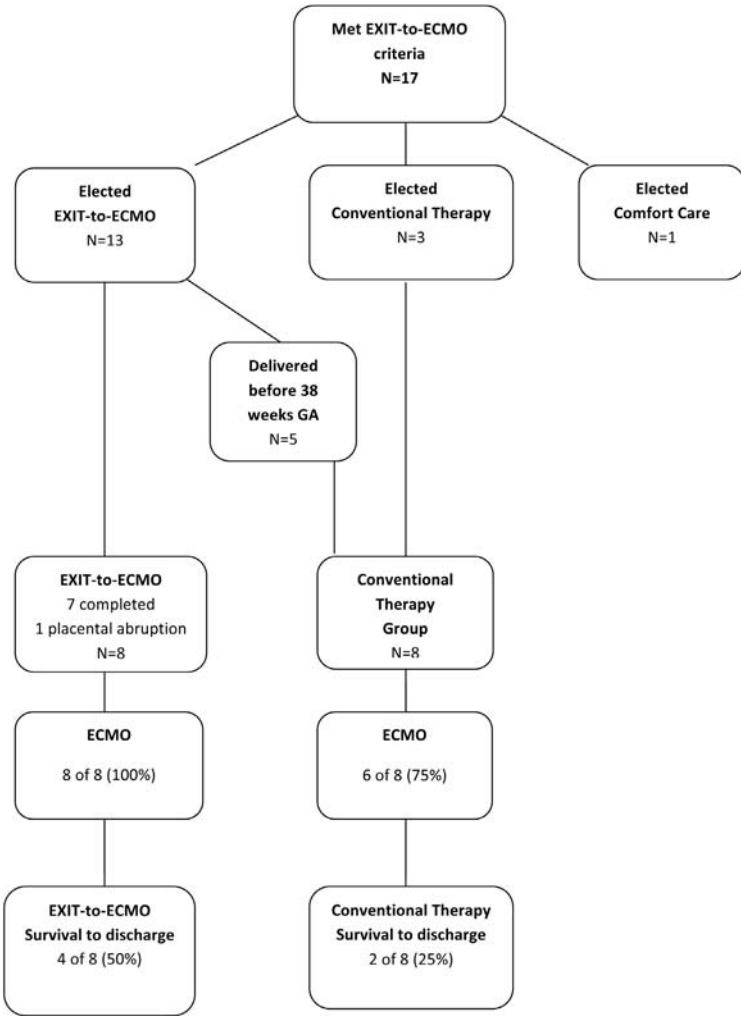 Met EXIT-to-ECMO
criteria
N=17
Elected
EXIT-to-ECMO
N=13
Elected
Conventional Therapy
N=3
Elected
Comfort Care
N=1
Delivered
before 38
weeks GA
N=5
EXIT-to-ECMO
7 completed
1 placental abruption
N=8
Conventional
Therapy
Group
N=8
ECMO
8 of 8 (100%)
ECMO
6 of 8 (75%)
EXIT-to-ECMO
Survival to discharge
4 of 8 (50%)
Conventional Therapy
Survival to discharge
2 of 8 (25%)